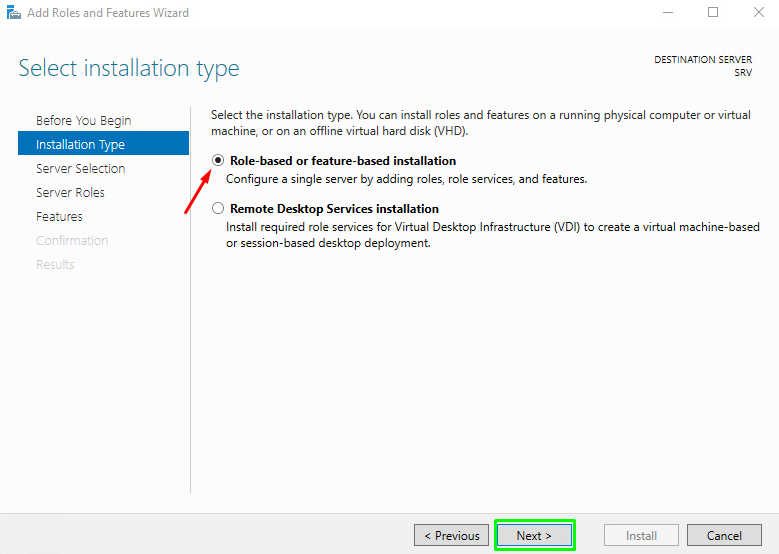 Add Roles and Features Wizard
Select installation type
DESTINATION SERVER
SRV
Before You Begin
Installation Type
Server Selection
Server Roles
Features
Confirmation
Results
Select the installation type. You can install roles and features on a running physical computer or virtual
machine, or on an offline virtual hard disk (VHD).
Role-based or feature-based installation
Configure a single server by adding roles, role services, and features.
Remote Desktop Services installation
Install required role services for Virtual Desktop Infrastructure (VDI) to create a virtual machine-based
or session-based desktop deployment.
< Previous
Next >
Install
Cancel